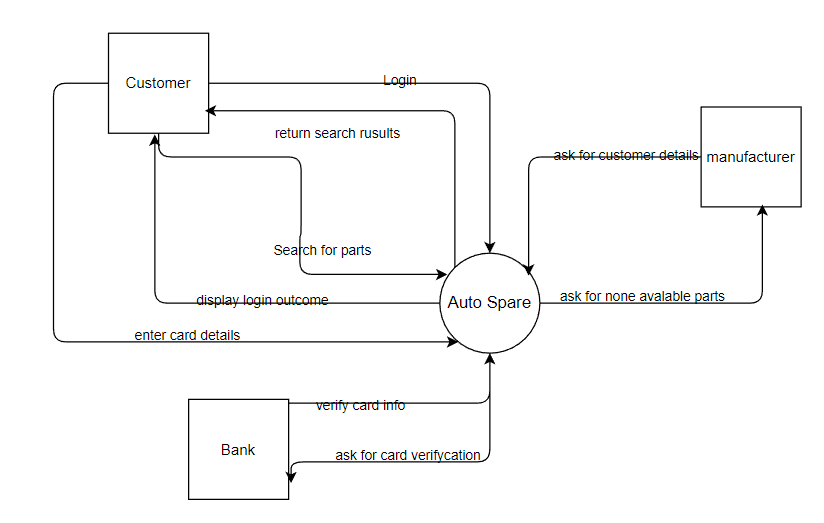 Customer
Login
return search rusults
ask for customer details
manufacturer
Search for parts
display login outcome
Auto Spare
ask for none avalable parts
enter card details
verify card info
Bank
ask for card verifycation